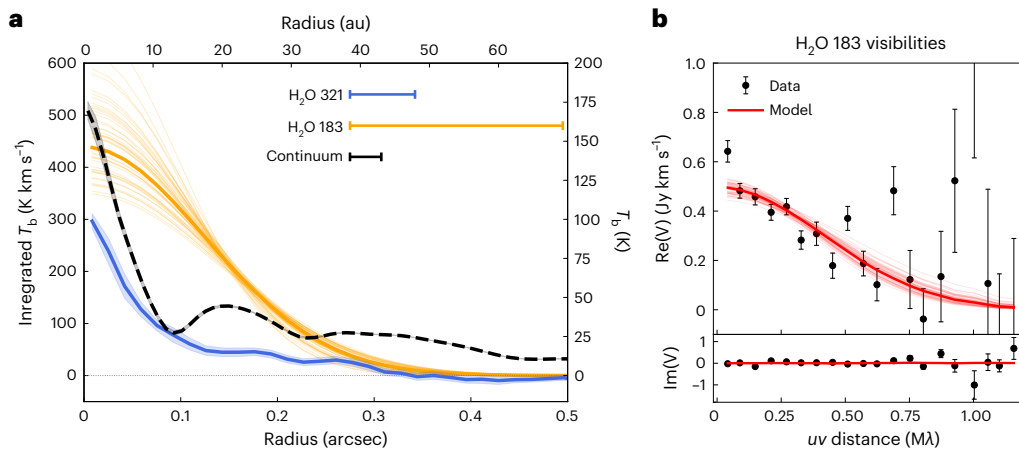 a
Radius (au)
0 10 20 30 40 50 60
600
500
400
300
200
100
0
Inregrated Tb (K km s⁻¹)
H₂O 321
H₂O 183
Continuum
200
175
150
125
100
75
50
25
0
Tb (K)
0 0.1 0.2 0.3 0.4 0.5
Radius (arcsec)
b
H₂O 183 visibilities
1.0
0.8
0.6
0.4
0.2
0
Re(V) (Jy km s⁻¹)
Data
Model
1
0
−1
Im(V)
0 0.25 0.50 0.75 1.00
uv distance (Mλ)